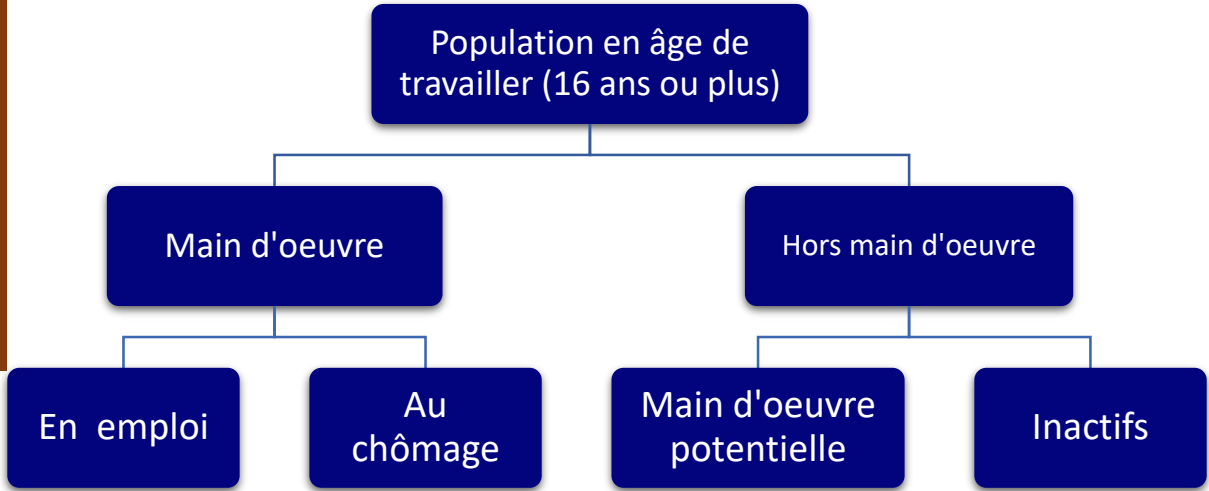 Population en âge de
travailler (16 ans ou plus)
Main d'oeuvre
Hors main d'oeuvre
En emploi
Au
chômage
Main d'oeuvre
potentielle
Inactifs